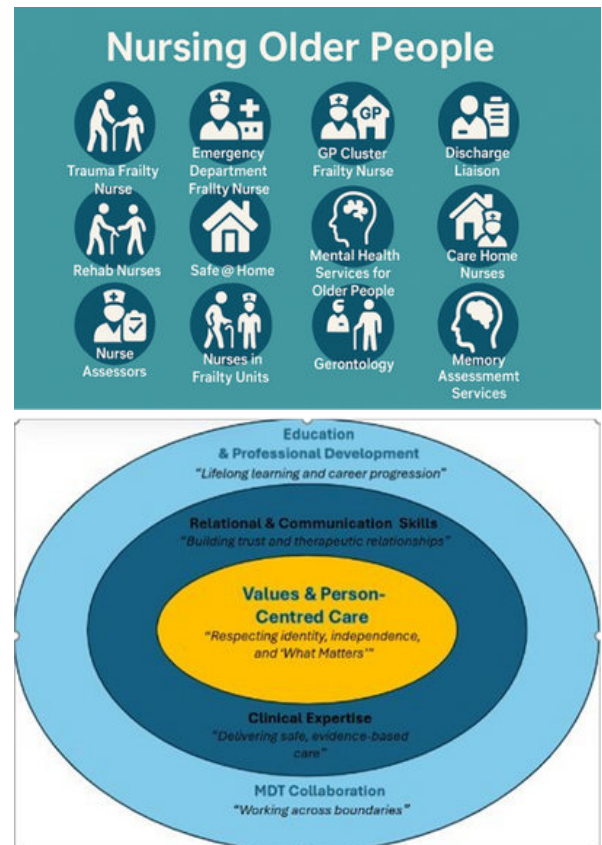 Nursing Older People
Trauma Frailty
Nurse
Emergency
Department
Frailty Nurse
GP
GP Cluster
Frailty Nurse
Discharge
Liaison
Rehab Nurses
Safe @ Home
Mental Health
Services for
Older People
Care Home
Nurses
Nurse
Assessors
Nurses in
Frailty Units
Gerontology
Memory
Assessmemt
Services
Education
& Professional Development
“Lifelong learning and career progression”
Relational & Communication Skills
“Building trust and therapeutic relationships”
Values & Person-
Centred Care
“Respecting identity, independence,
and ‘What Matters’”
Clinical Expertise
“Delivering safe, evidence-based
care”
MDT Collaboration
“Working across boundaries”